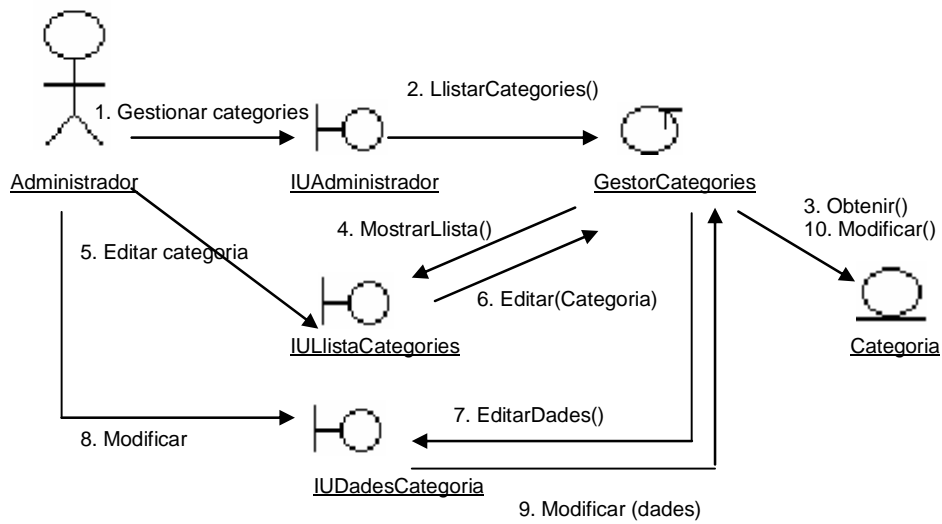 2. LlistarCategories()
1. Gestionar categories
Administrador
IUAdministrador
GestorCategories
3. Obtenir()
10. Modificar()
4. MostrarLlista()
5. Editar categoria
6. Editar(Categoria)
IULlistaCategories
Categoria
7. EditarDades()
8. Modificar
IUDadesCategoria
9. Modificar (dades)